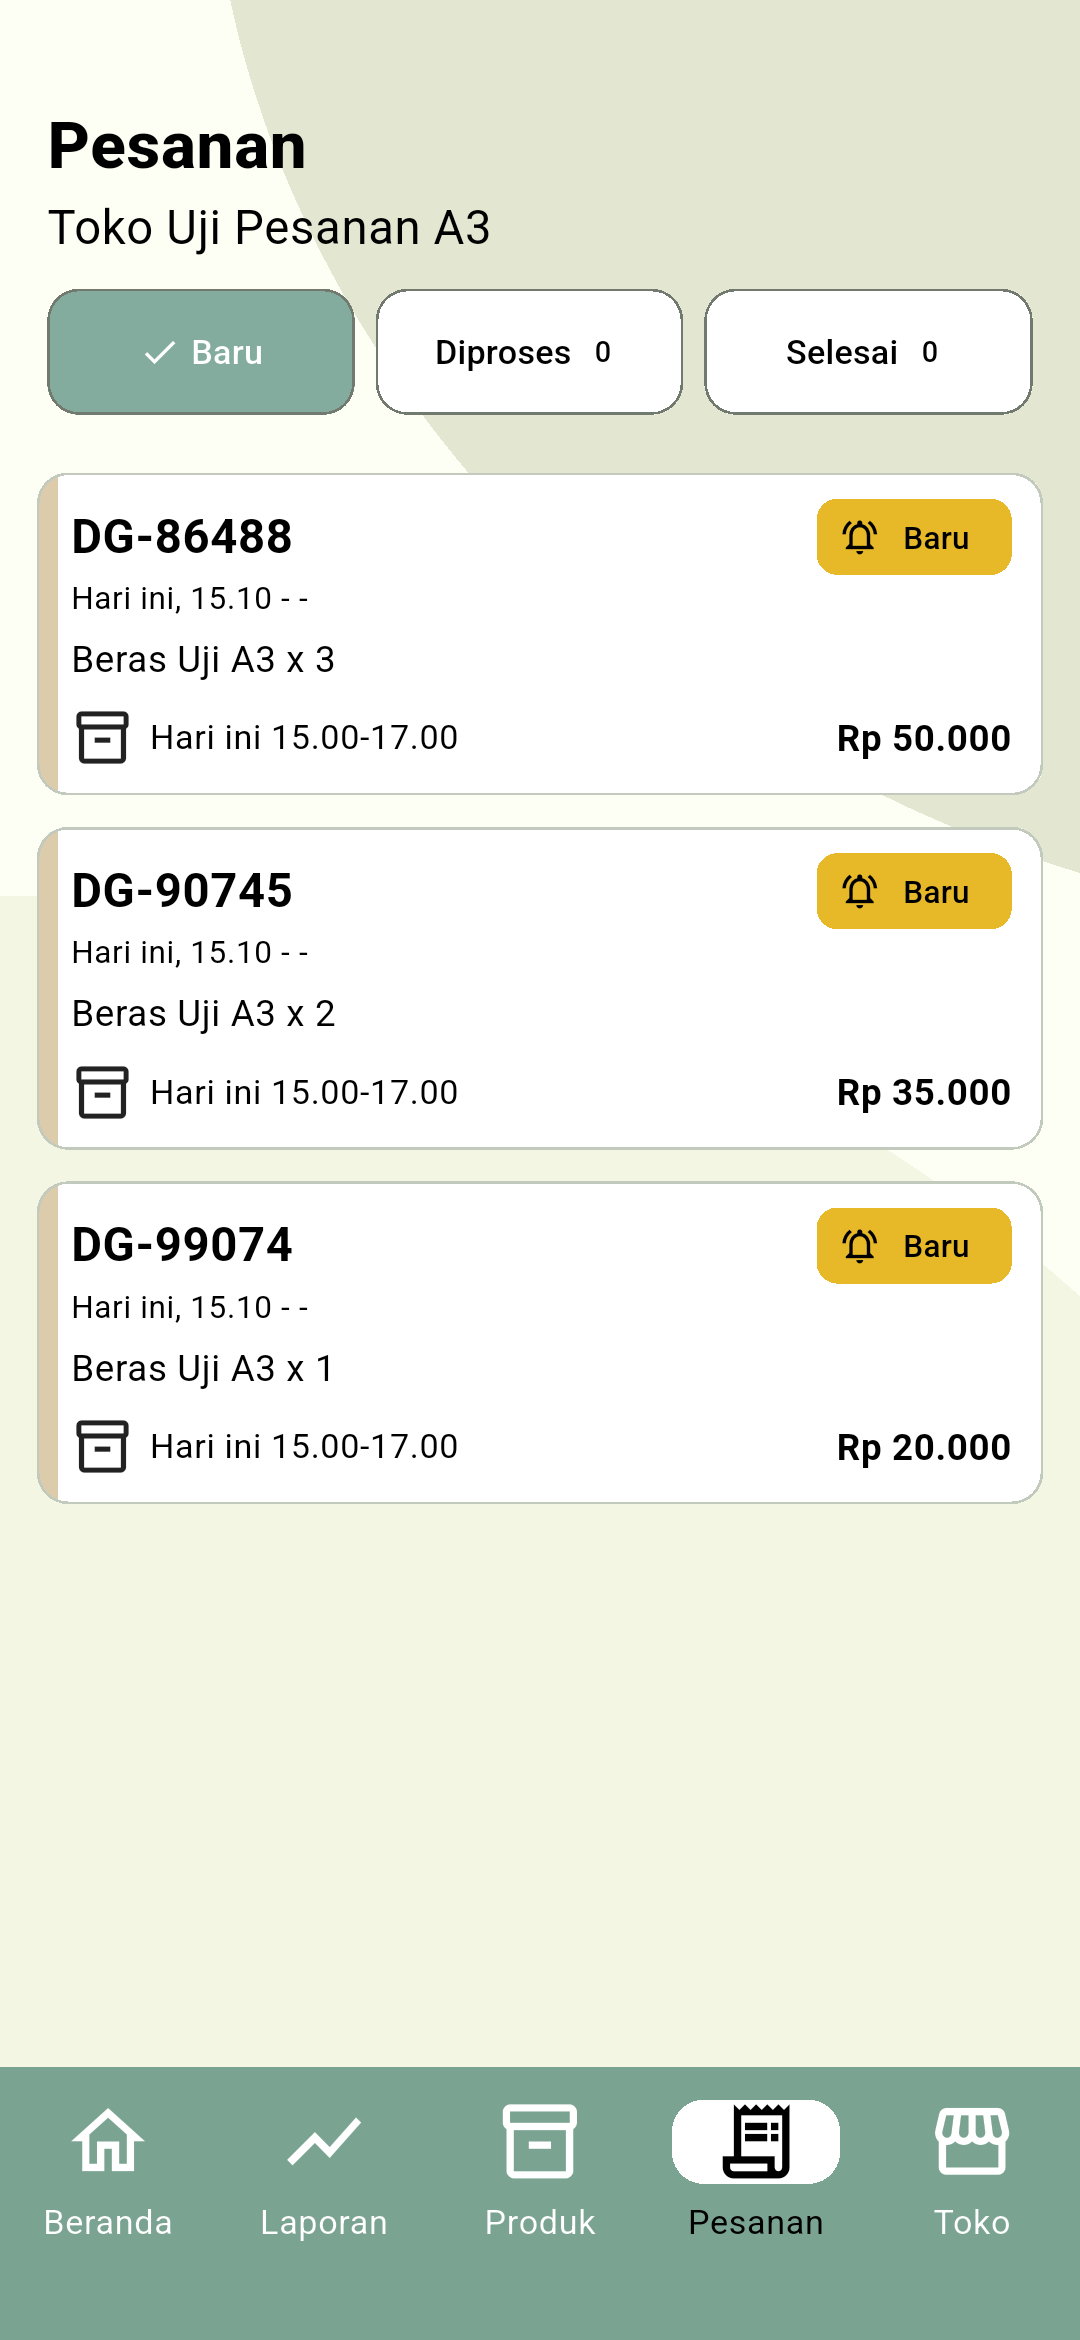 Pesanan
Toko Uji Pesanan A3
Baru
Diproses 0
Selesai 0
DG-86488
Baru
Hari ini, 15.10 - -
Beras Uji A3 x 3
Hari ini 15.00-17.00
Rp 50.000
DG-90745
Baru
Hari ini, 15.10 - -
Beras Uji A3 x 2
Hari ini 15.00-17.00
Rp 35.000
DG-99074
Baru
Hari ini, 15.10 - -
Beras Uji A3 x 1
Hari ini 15.00-17.00
Rp 20.000
Beranda
Laporan
Produk
Pesanan
Toko